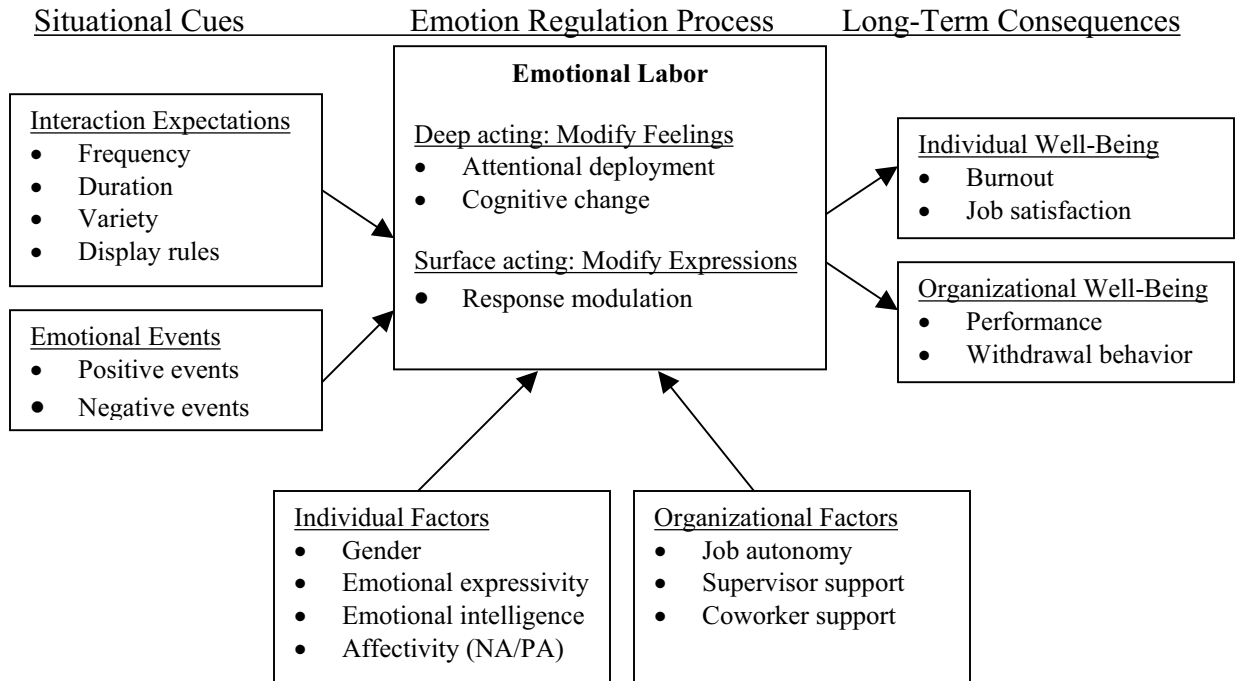 Situational Cues
Emotion Regulation Process
Long-Term Consequences
Emotional Labor
Deep acting: Modify Feelings
• Attentional deployment
• Cognitive change
Surface acting: Modify Expressions
• Response modulation
Interaction Expectations
• Frequency
• Duration
• Variety
• Display rules
Emotional Events
• Positive events
• Negative events
Individual Well-Being
• Burnout
• Job satisfaction
Organizational Well-Being
• Performance
• Withdrawal behavior
Individual Factors
• Gender
• Emotional expressivity
• Emotional intelligence
• Affectivity (NA/PA)
Organizational Factors
• Job autonomy
• Supervisor support
• Coworker support